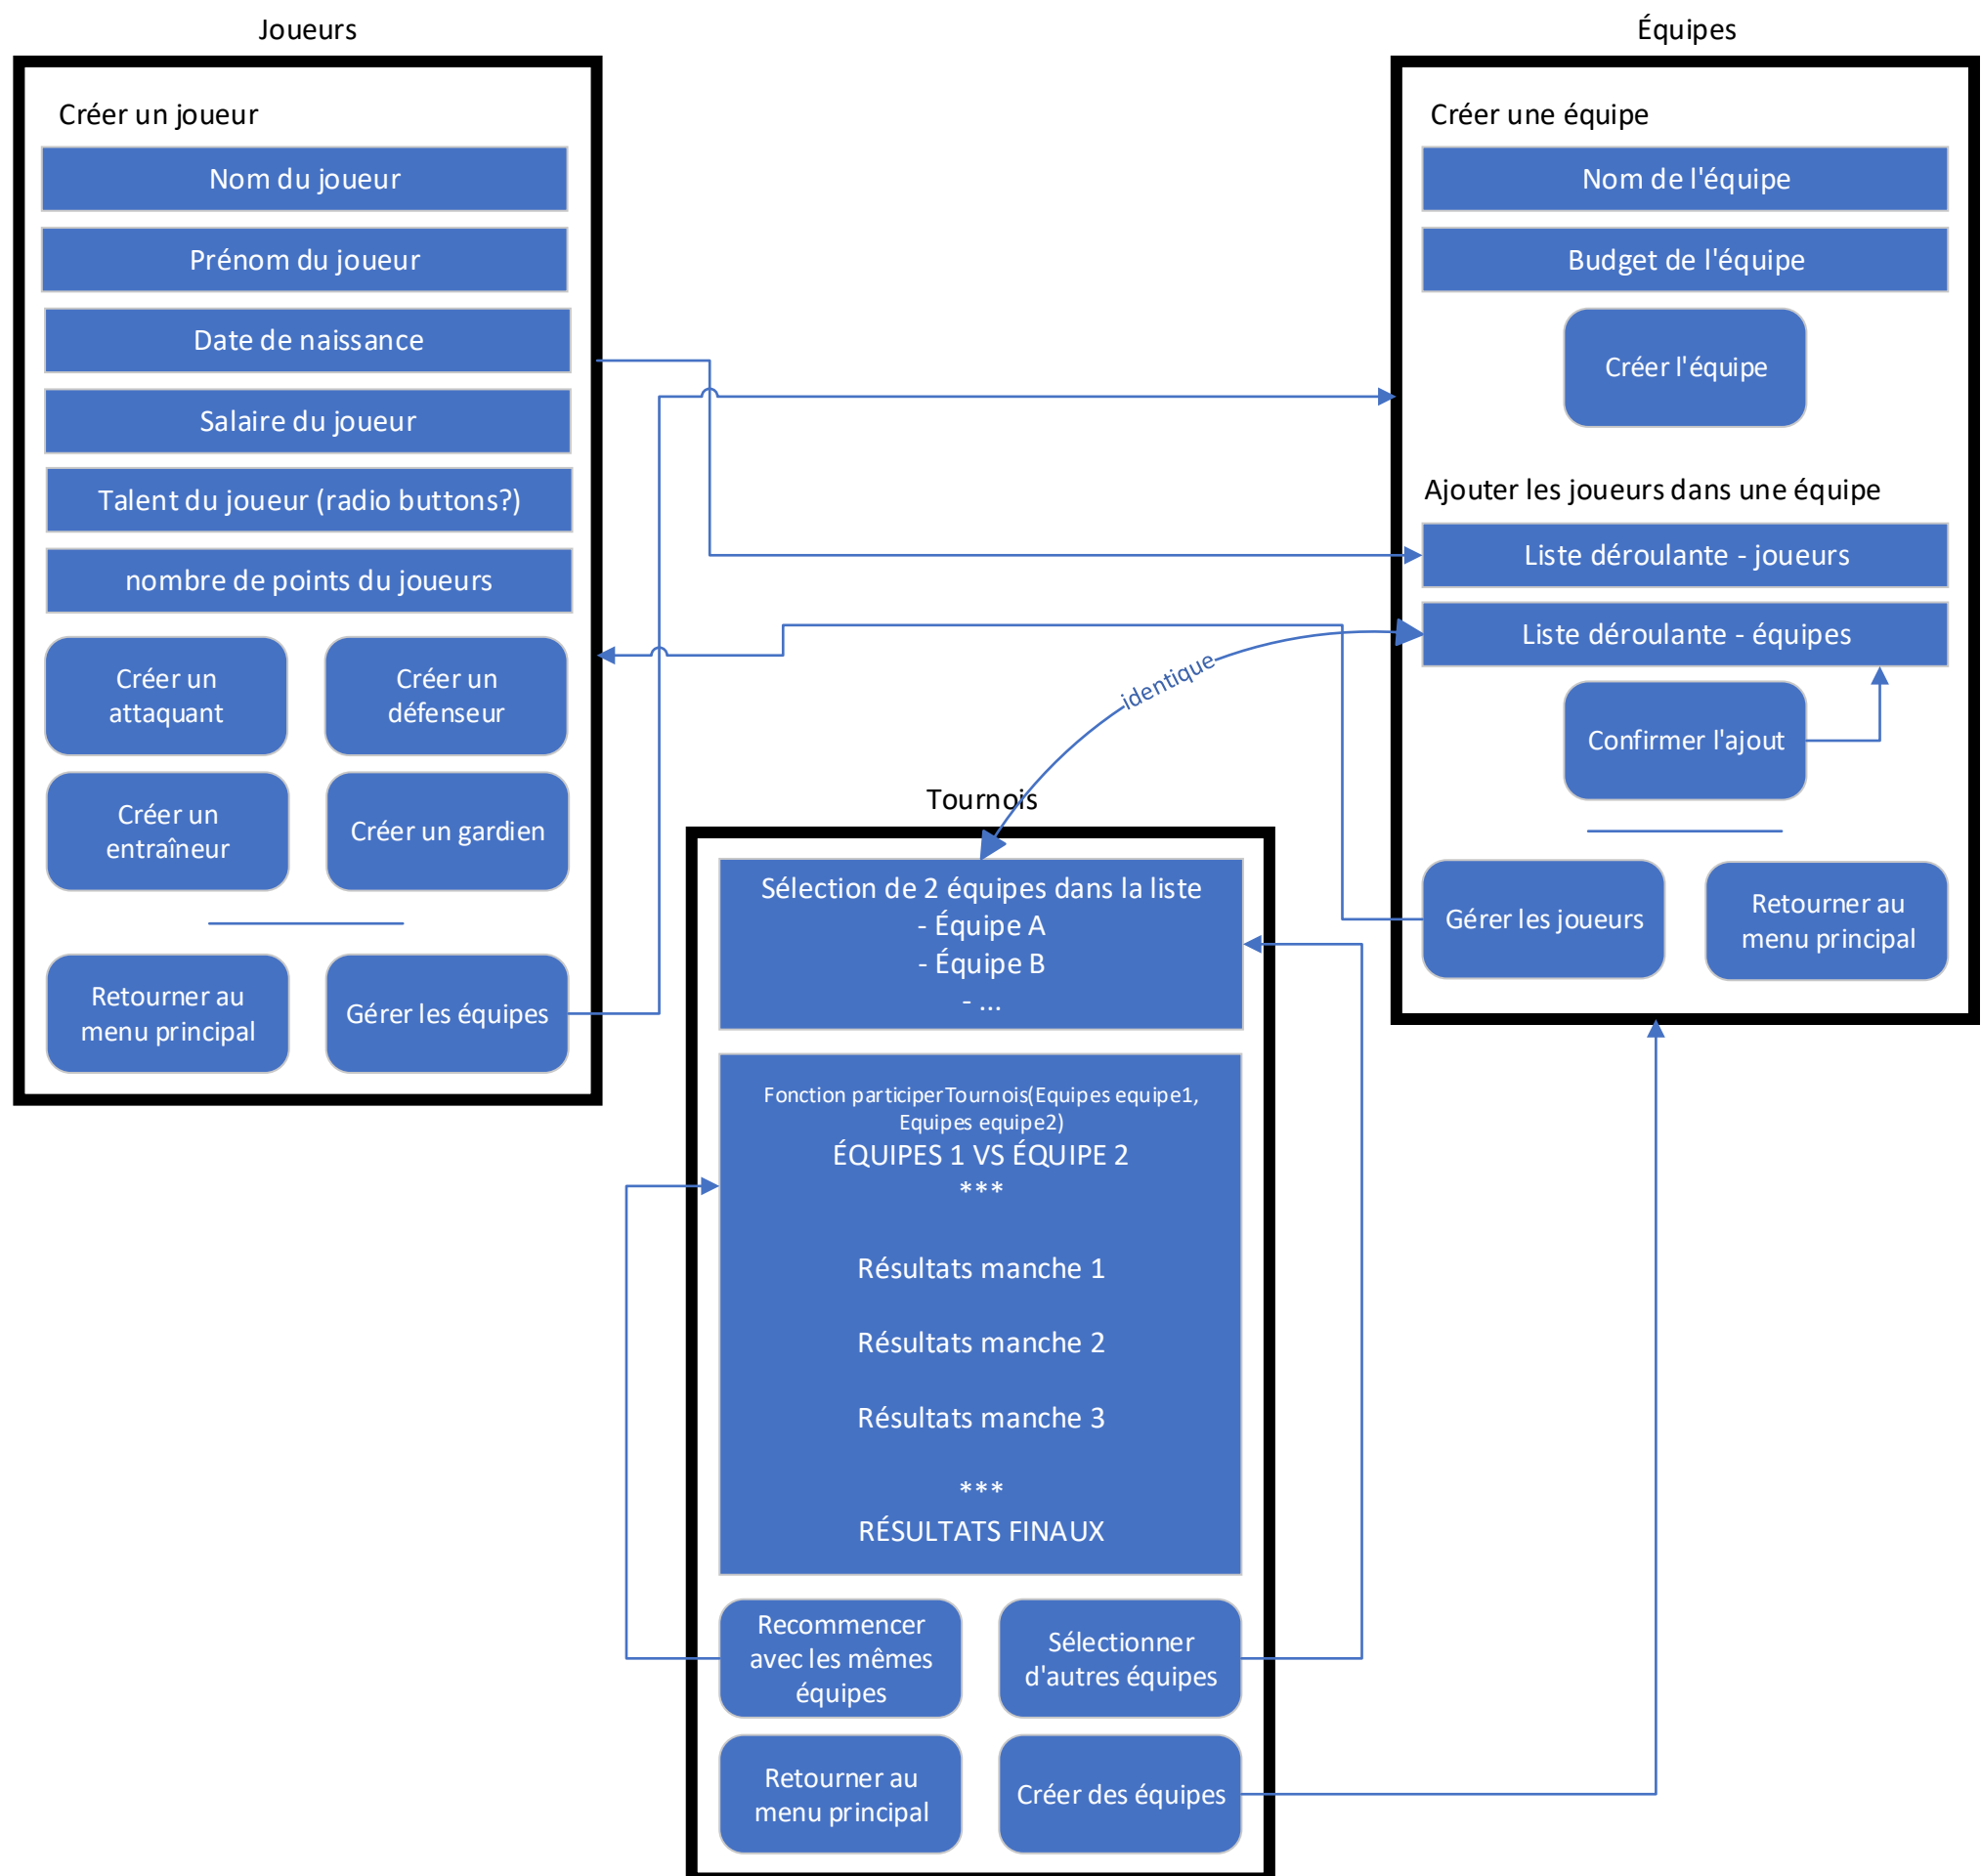 Joueurs
Créer un joueur
Nom du joueur
Prénom du joueur
Date de naissance
Salaire du joueur
Talent du joueur (radio buttons?)
nombre de points du joueurs
Créer un
attaquant
Créer un
défenseur
Créer un
entraîneur
Créer un gardien
Retourner au
menu principal
Gérer les équipes
Équipes
Créer une équipe
Nom de l'équipe
Budget de l'équipe
Créer l'équipe
Ajouter les joueurs dans une équipe
Liste déroulante - joueurs
Liste déroulante - équipes
Confirmer l'ajout
Gérer les joueurs
Retourner au
menu principal
identique
Tournois
Sélection de 2 équipes dans la liste
- Équipe A
- Équipe B
- ...
Fonction participerTournois(Equipes equipe1,
Equipes equipe2)
ÉQUIPES 1 VS ÉQUIPE 2
***
Résultats manche 1
Résultats manche 2
Résultats manche 3
***
RÉSULTATS FINAUX
Recommencer
avec les mêmes
équipes
Sélectionner
d'autres équipes
Retourner au
menu principal
Créer des équipes